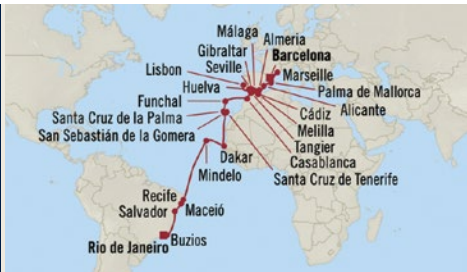 Málaga
Almeria
Gibraltar
Barcelona
Seville
Lisbon
Marseille
Huelva
Palma de Mallorca
Funchal
Alicante
Santa Cruz de la Palma
Cádiz
San Sebastián de la Gomera
Melilla
Tangier
Dakar
Casablanca
Mindelo
Santa Cruz de Tenerife
Recife
Salvador
Maceió
Rio de Janeiro
Buzios